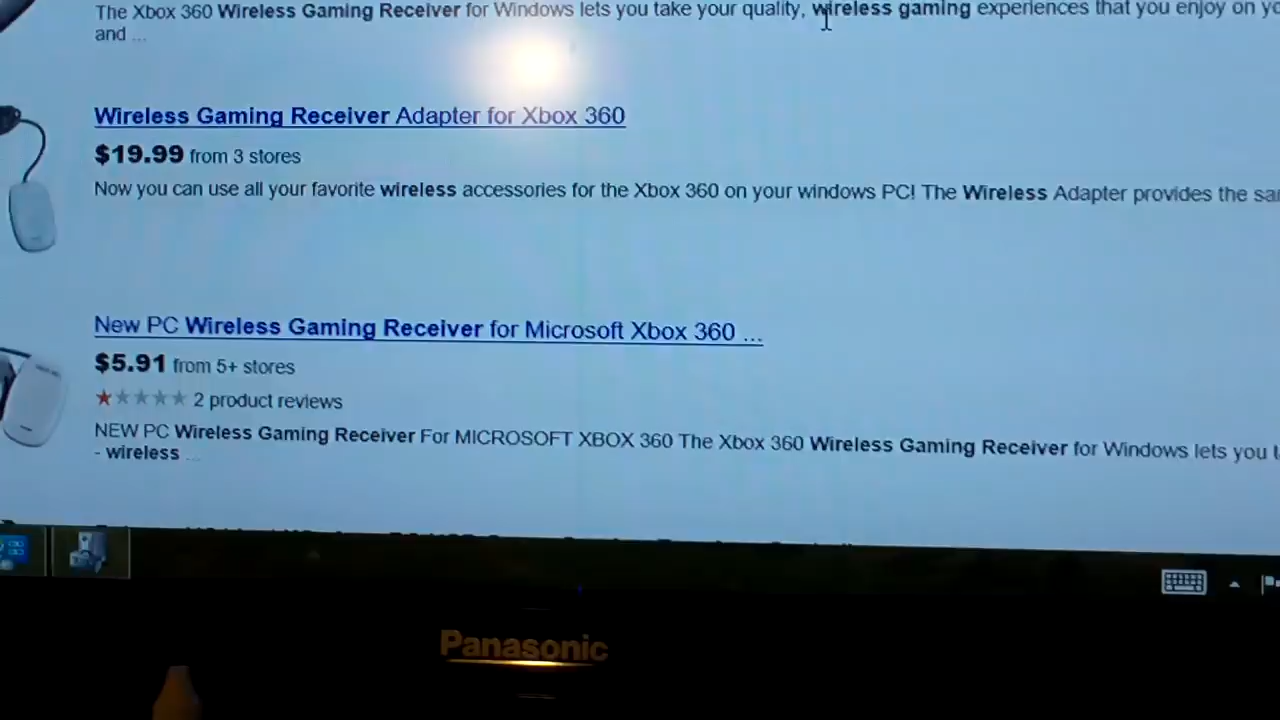 The Xbox 360 Wireless Gaming Receiver for Windows lets you take your quality, wireless gaming experiences that you enjoy on
and ...
Wireless Gaming Receiver Adapter for Xbox 360
$19.99 from 3 stores
Now you can use all your favorite wireless accessories for the Xbox 360 on your windows PC! The Wireless Adapter provides the
New PC Wireless Gaming Receiver for Microsoft Xbox 360 ...
$5.91 from 5+ stores
2 product reviews
NEW PC Wireless Gaming Receiver For MICROSOFT XBOX 360 The Xbox 360 Wireless Gaming Receiver for Windows lets you
- wireless ...
Panasonic